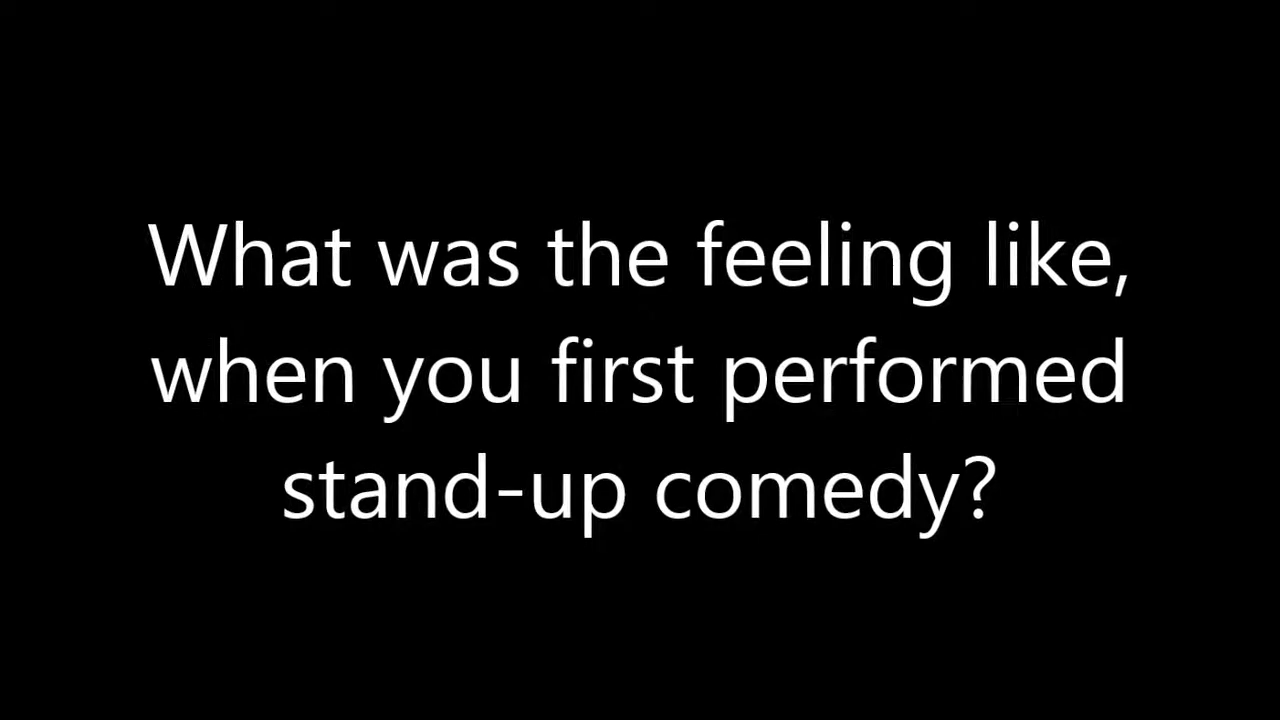 What was the feeling like,
when you first performed
stand-up comedy?